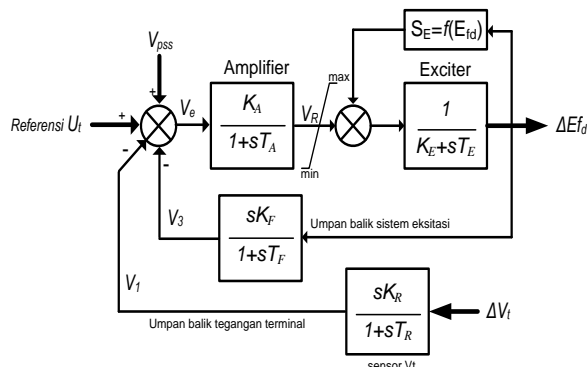 V_pss
S_E=f(E_fd)
Amplifier
max
Exciter
+
Referensi U_t
+
V_e
K_A
1+sT_A
V_R
1
K_E+sT_E
ΔEf_d
-
-
min
V_3
sK_F
1+sT_F
Umpan balik sistem eksitasi
V_1
Umpan balik tegangan terminal
sK_R
1+sT_R
ΔV_t
sensor Vt